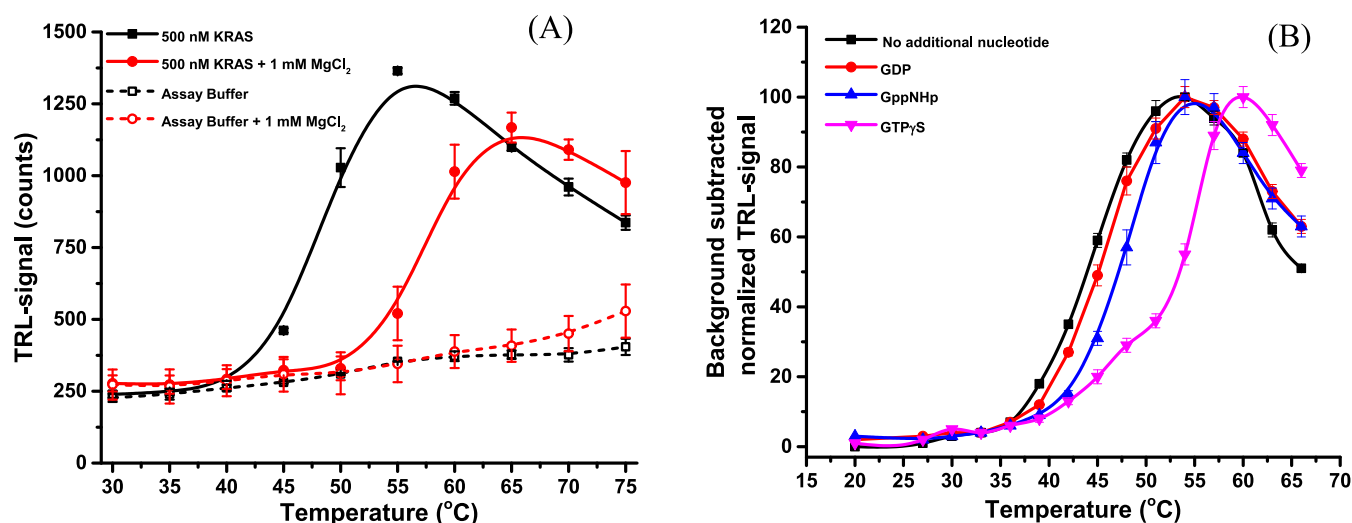 (A)
500 nM KRAS
500 nM KRAS + 1 mM MgCl₂
Assay Buffer
Assay Buffer + 1 mM MgCl₂
TRL-signal (counts)
1500
1250
1000
750
500
250
0
30 35 40 45 50 55 60 65 70 75
Temperature (°C)
(B)
No additional nucleotide
GDP
GppNHp
GTPγS
Background subtracted
normalized TRL-signal
120
100
80
60
40
20
0
15 20 25 30 35 40 45 50 55 60 65 70
Temperature (°C)